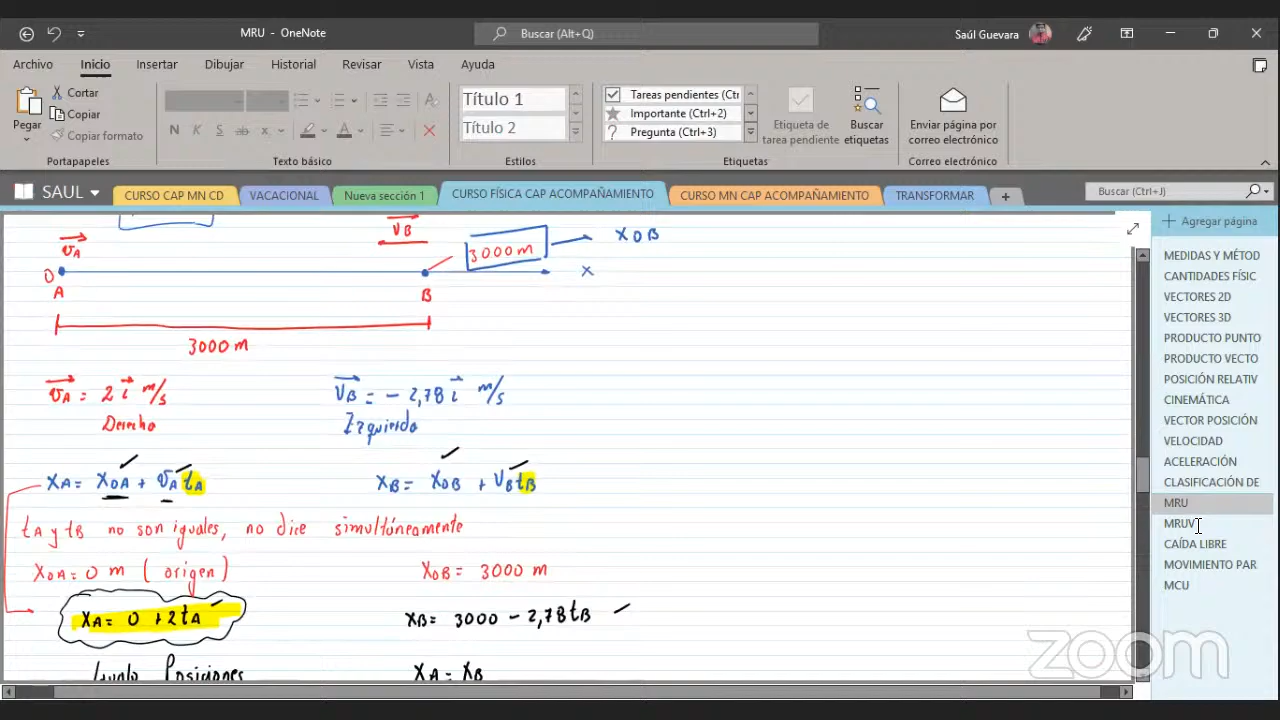 MRU - OneNote
Buscar (Alt+Q)
Saúl Guevara
Archivo Inicio Insertar Dibujar Historial Revisar Vista Ayuda
Pegar
Cortar
Copiar
Copiar formato
Portapapeles
N K S ab x
Texto básico
Título 1
Título 2
Estilos
Tareas pendientes (Ctr
Importante (Ctrl+2)
Pregunta (Ctrl+3)
Etiqueta de
tarea pendiente
Buscar
etiquetas
Etiquetas
Enviar página por
correo electrónico
Correo electrónico
SAUL CURSO CAP MN CD VACACIONAL Nueva sección 1 CURSO FÍSICA CAP ACOMPAÑAMIENTO CURSO MN CAP ACOMPAÑAMIENTO TRANSFORMAR +
Buscar (Ctrl+J)
Agregar página
MEDIDAS Y MÉTOD
CANTIDADES FÍSIC
VECTORES 2D
VECTORES 3D
PRODUCTO PUNTO
PRODUCTO VECTO
POSICIÓN RELATIV
CINEMÁTICA
VECTOR POSICIÓN
VELOCIDAD
ACELERACIÓN
CLASIFICACIÓN DE
MRU
MRUV
CAÍDA LIBRE
MOVIMIENTO PAR
MCU
VB
XOB
vA
3000 m
O
x
A B
3000 m
vA = 2 i m/s VB = - 2,78 i m/s
Derecha Izquierda
XA = XOA + vA tA XB = XOB + VB tB
tA y tB no son iguales, no dice simultáneamente
XOA = 0 m (origen) XOB = 3000 m
XA = 0 + 2tA XB = 3000 - 2,78tB
Posiciones XA = XB
zoom